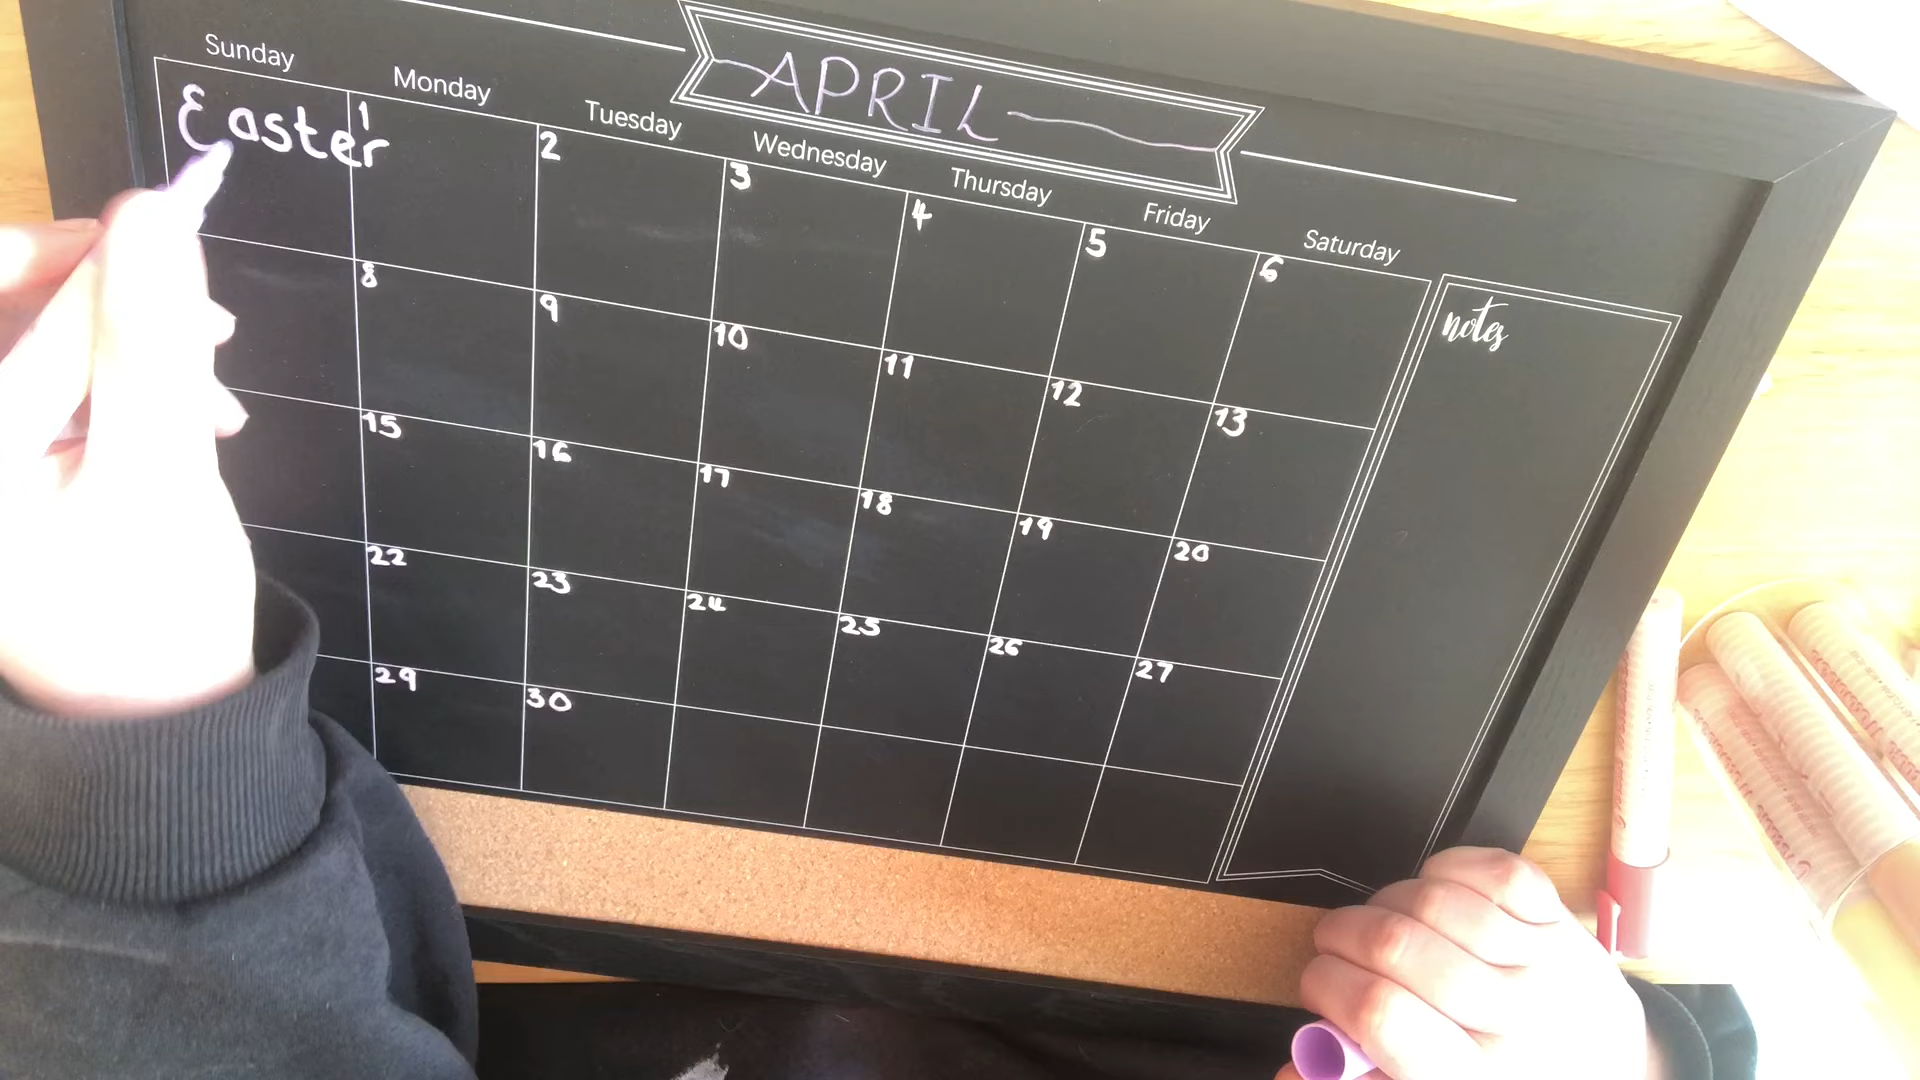 APRIL
Sunday Monday Tuesday Wednesday Thursday Friday Saturday
Easter 1 2 3 4 5 6
notes
8 9 10 11 12 13
15 16 17 18 19 20
22 23 24 25 26 27
29 30